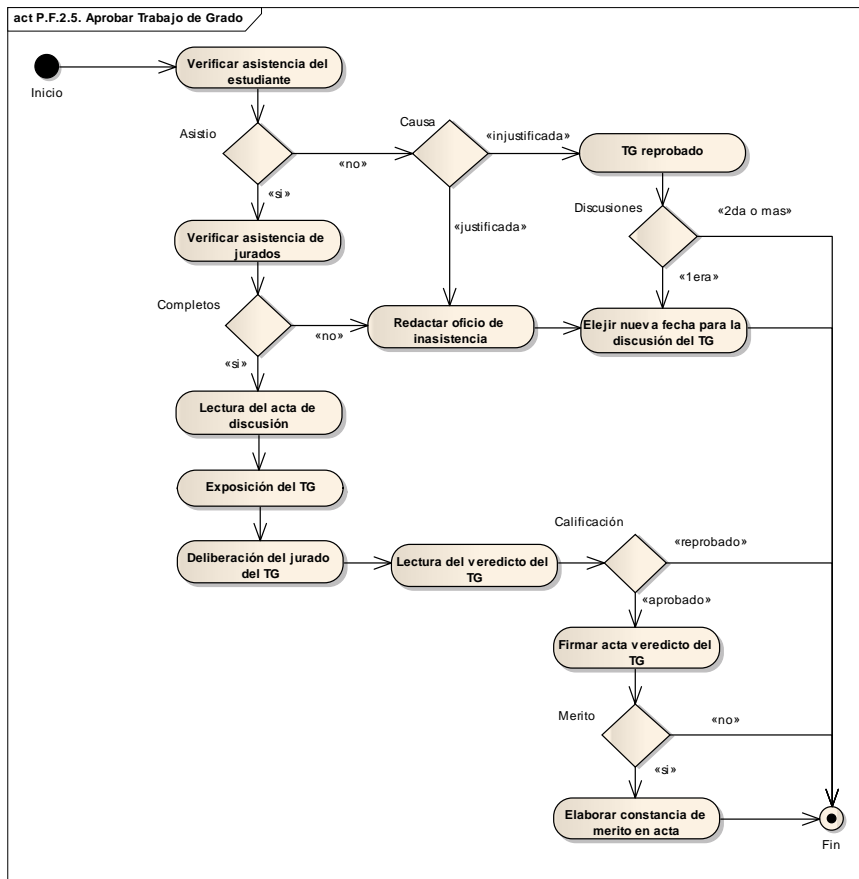 act P.F.2.5. Aprobar Trabajo de Grado
Inicio
Verificar asistencia del
estudiante
Asistio
«no»
Causa
«injustificada»
TG reprobado
«si»
Verificar asistencia de
jurados
«justificada»
Discusiones
«2da o mas»
«1era»
Completos
«no»
Redactar oficio de
inasistencia
Elejir nueva fecha para la
discusión del TG
«si»
Lectura del acta de
discusión
Exposición del TG
Deliberación del jurado
del TG
Lectura del veredicto del
TG
Calificación
«reprobado»
«aprobado»
Firmar acta veredicto del
TG
Merito
«no»
«si»
Elaborar constancia de
merito en acta
Fin